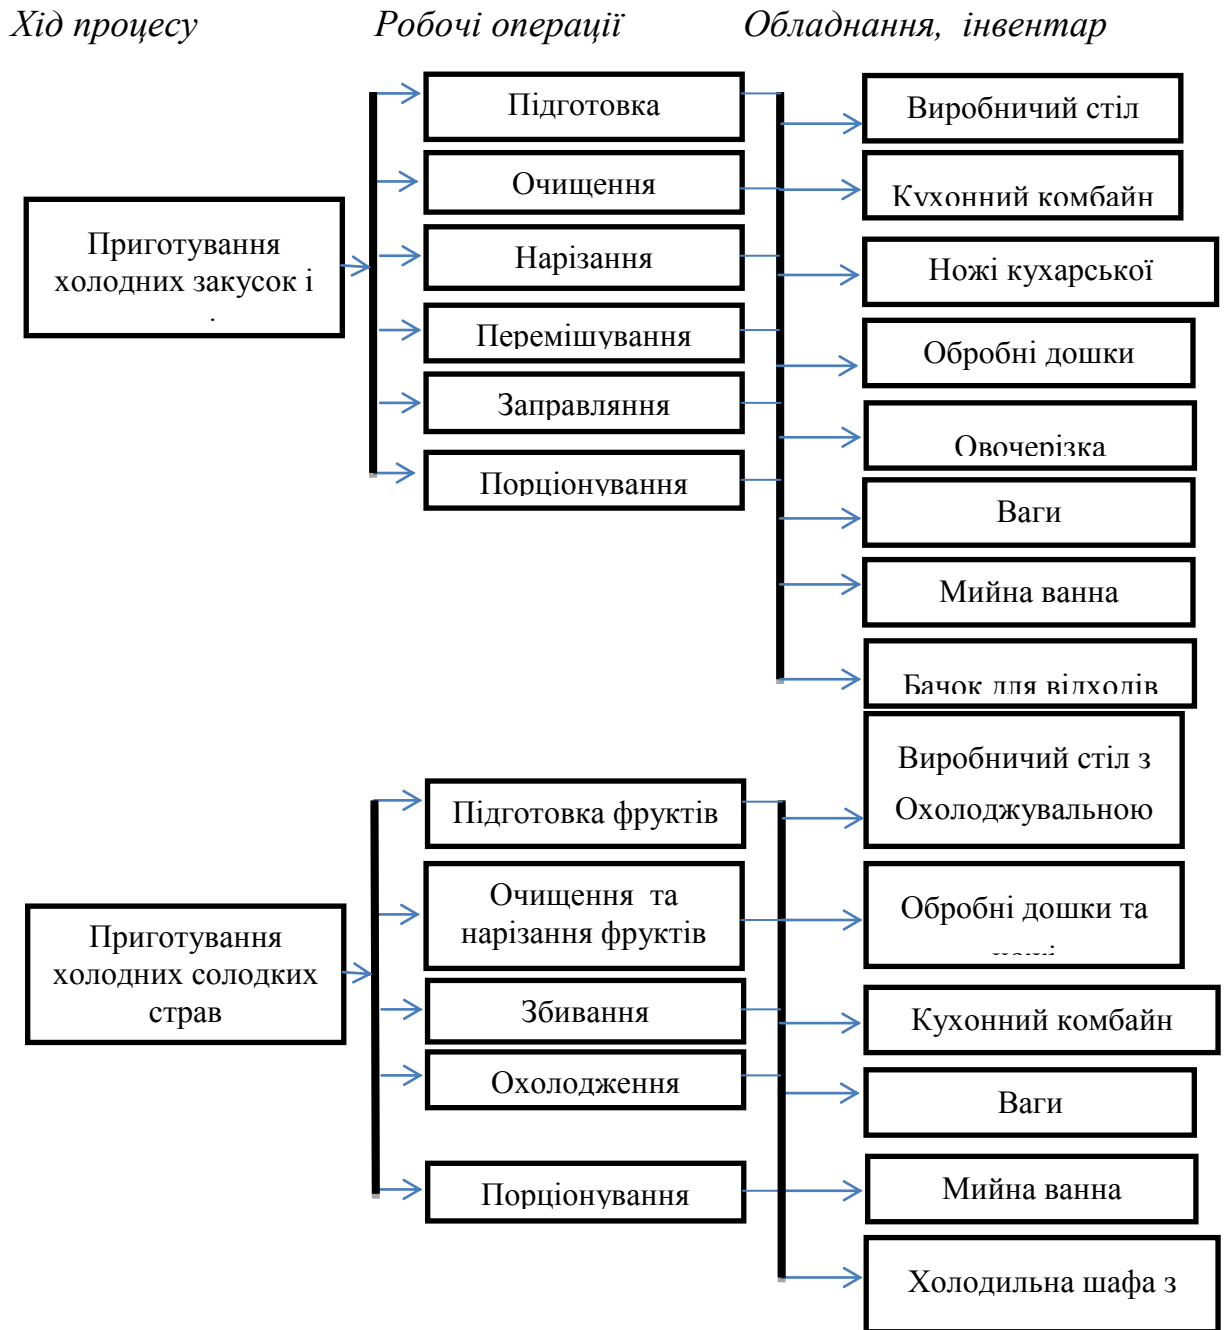 Хід процесу Робочі операції Обладнання, інвентар
Приготування
холодних закусок і
Підготовка
Очищення
Нарізання
Перемішування
Заправляння
Порціонування
Виробничий стіл
Кухонний комбайн
Ножі кухарської
Обробні дошки
Овочерізка
Ваги
Мийна ванна
Бачок для відходів
Приготування
холодних солодких
страв
Підготовка фруктів
Очищення та
нарізання фруктів
Збивання
Охолодження
Порціонування
Виробничий стіл з
Охолоджувальною
Обробні дошки та
Кухонний комбайн
Ваги
Мийна ванна
Холодильна шафа з